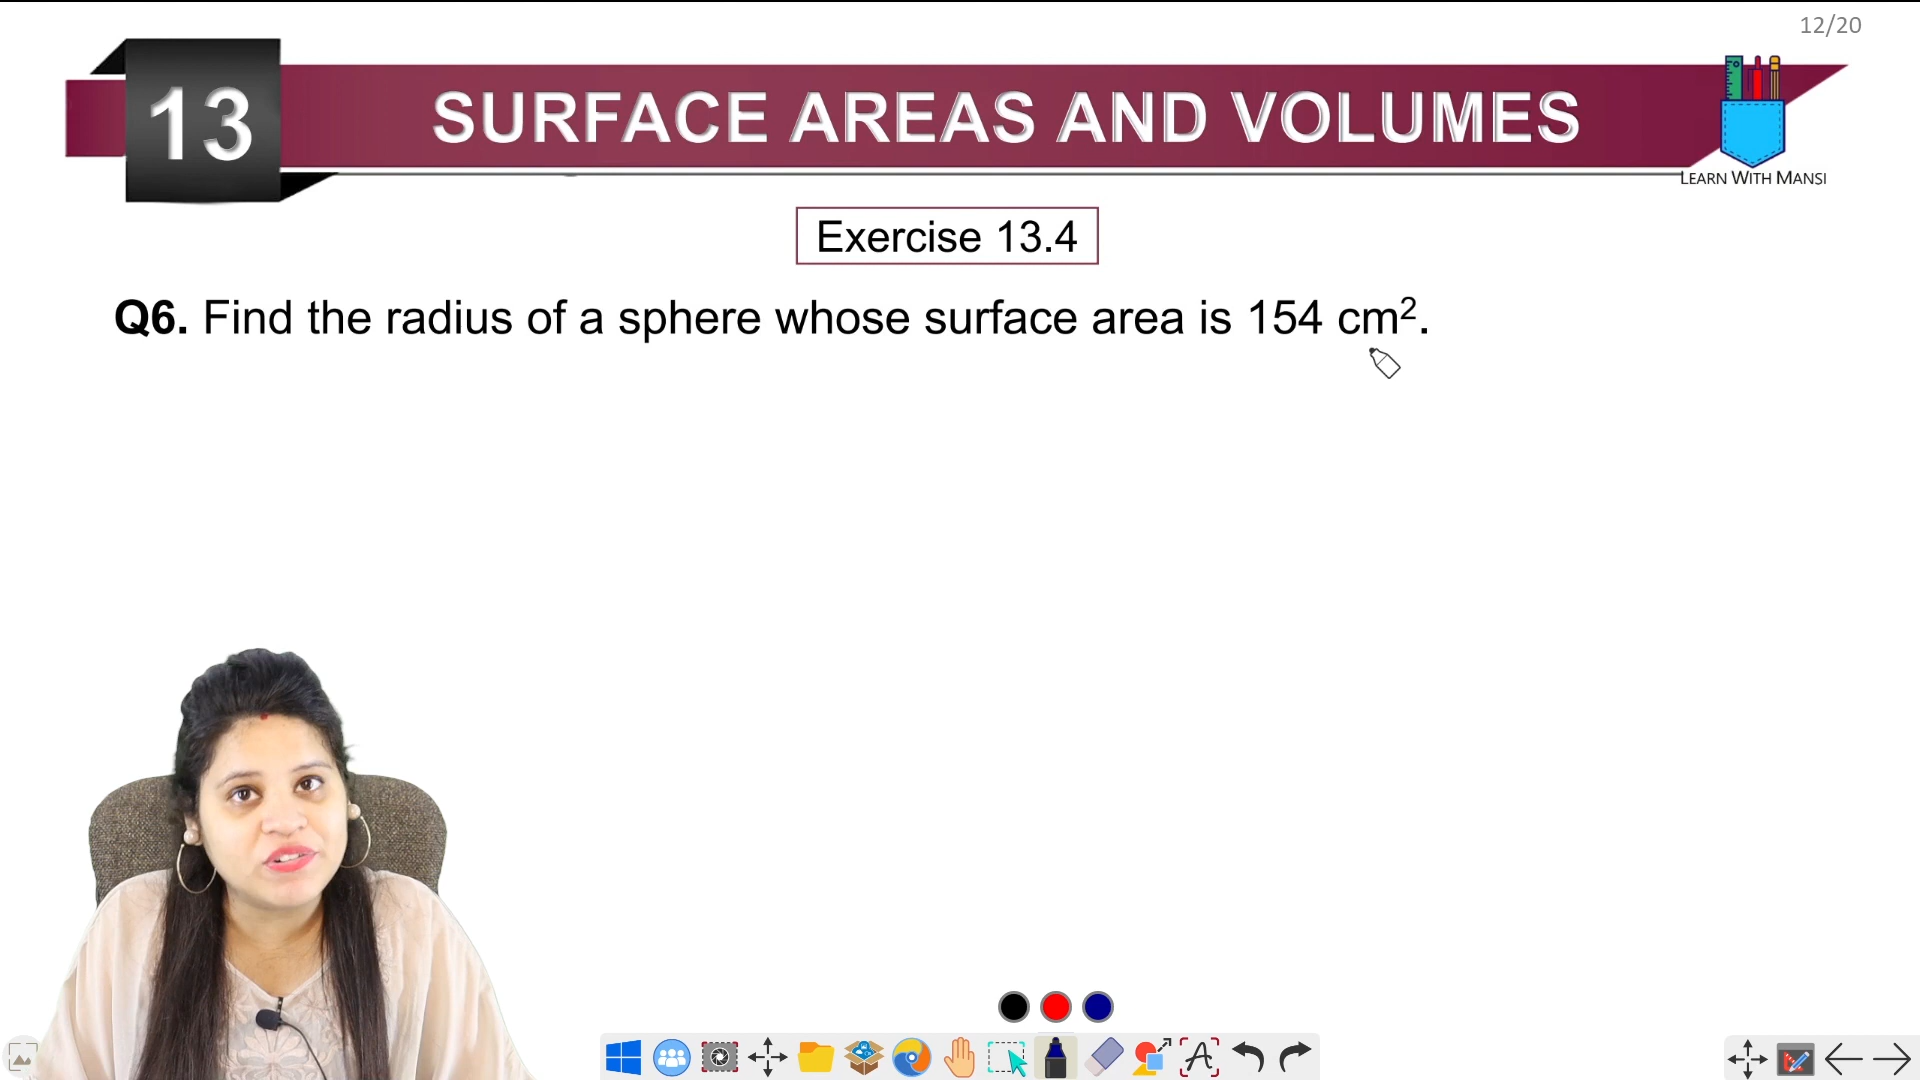 12/20
13 SURFACE AREAS AND VOLUMES
LEARN WITH MANSI
Exercise 13.4
Q6. Find the radius of a sphere whose surface area is 154 cm².